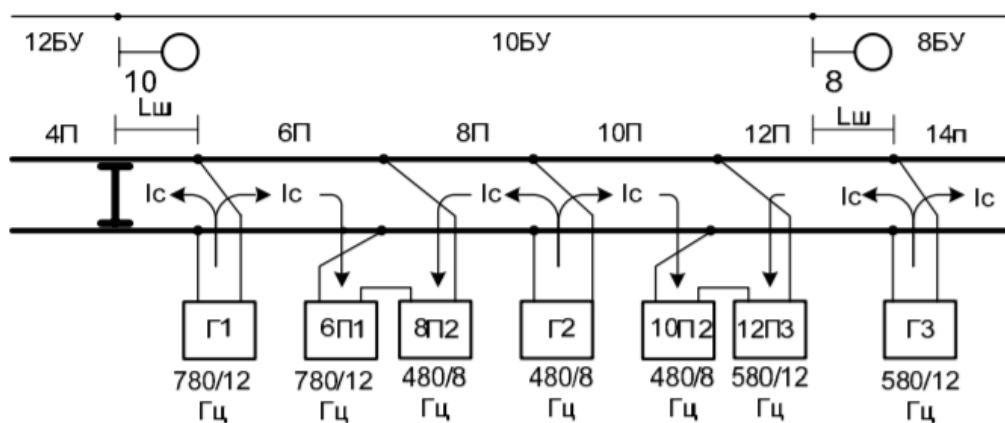 12БУ 10БУ 8БУ
10 8
Lш Lш
4П 6П 8П 10П 12П 14п
Iс Iс Iс Iс Iс Iс
Г1 6П1 8П2 Г2 10П2 12П3 Г3
780/12 780/12 480/8 480/8 480/8 580/12 580/12
Гц Гц Гц Гц Гц Гц Гц